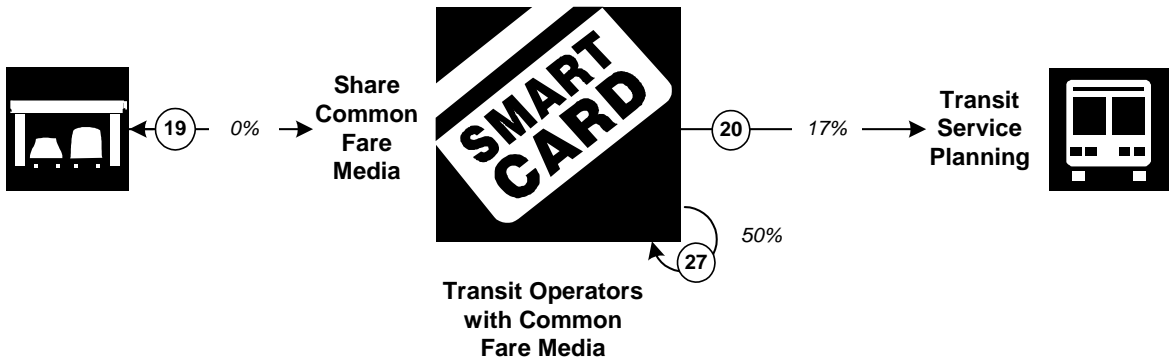 Share
Common
Fare
Media
19
0%
SMART
CARD
20
17%
Transit
Service
Planning
27
50%
Transit Operators
with Common
Fare Media